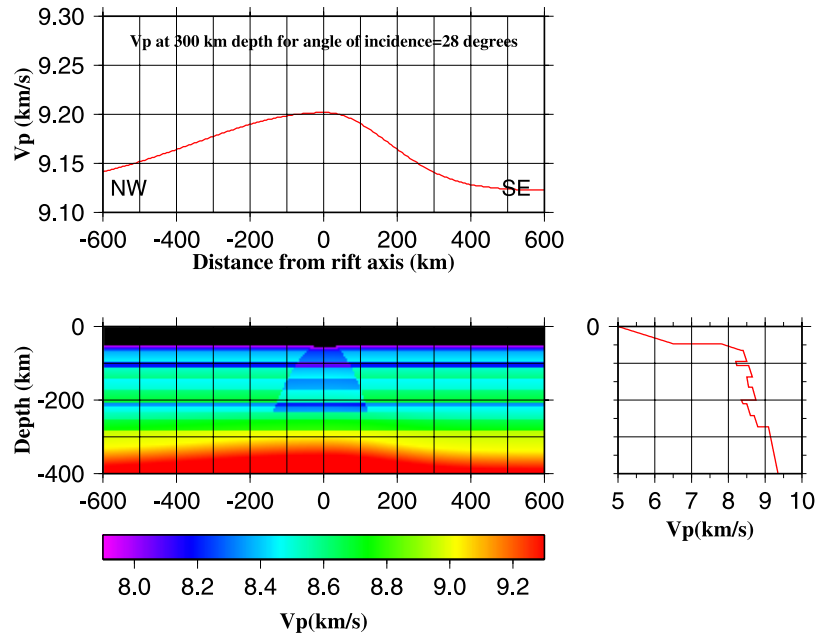 9.30
Vp at 300 km depth for angle of incidence=28 degrees
9.25
9.20
9.15
9.10
Vp (km/s)
NW
SE
-600 -400 -200 0 200 400 600
Distance from rift axis (km)
0
-200
-400
Depth (km)
-600 -400 -200 0 200 400 600
0
5 6 7 8 9 10
Vp(km/s)
8.0 8.2 8.4 8.6 8.8 9.0 9.2
Vp(km/s)